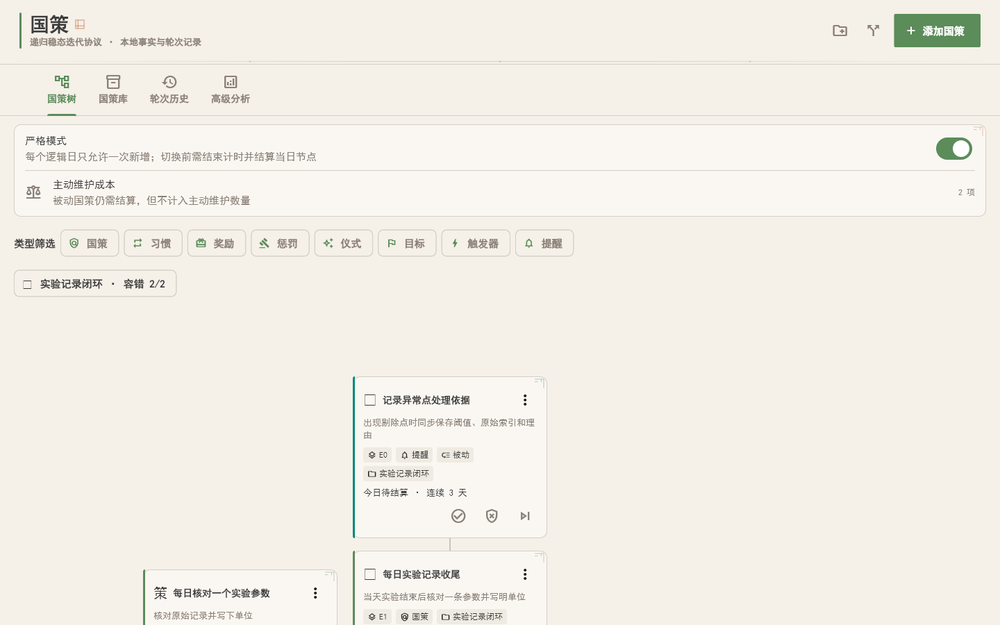 国策
递归稳态迭代协议 · 本地事实与轮次记录
添加国策
国策树
国策库
轮次历史
高级分析
严格模式
每个逻辑日只允许一次新增；切换前需结束计时并结算当日节点
主动维护成本
被动国策仍需结算，但不计入主动维护数量
2 项
类型筛选
国策
习惯
奖励
惩罚
仪式
目标
触发器
提醒
实验记录闭环 · 容错 2/2
记录异常点处理依据
出现剔除点时同步保存阈值、原始索引和理
由
E0
提醒
被动
实验记录闭环
今日待结算 · 连续 3 天
每日实验记录收尾
当天实验结束后核对一条参数并写明单位
E1
国策
实验记录闭环
策 每日核对一个实验参数
核对原始记录并写下单位